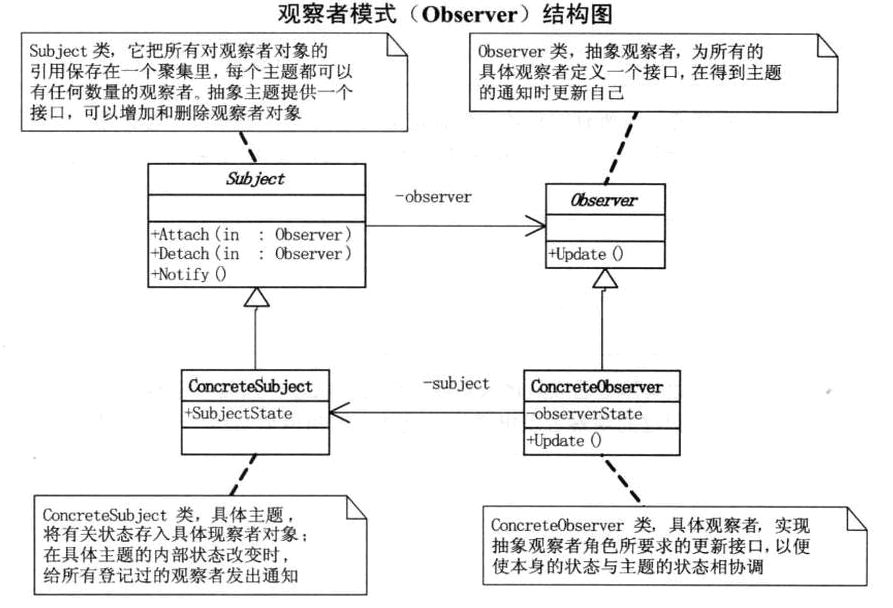 观察者模式（Observer）结构图
Subject 类，它把所有对观察者对象的
引用保存在一个聚集里，每个主题都可以
有任何数量的观察者。抽象主题提供一个
接口，可以增加和删除观察者对象
Observer 类，抽象观察者，为所有的
具体观察者定义一个接口，在得到主题
的通知时更新自己
Subject
+Attach(in : Observer)
+Detach(in : Observer)
+Notify()
-observer
Observer
+Update()
ConcreteSubject
+SubjectState
-subject
ConcreteObserver
-observerState
+Update()
ConcreteSubject 类，具体主题，
将有关状态存入具体现察者对象；
在具体主题的内部状态改变时，
给所有登记过的观察者发出通知
ConcreteObserver 类，具体观察者，实现
抽象观察者角色所要求的更新接口，以便
使本身的状态与主题的状态相协调